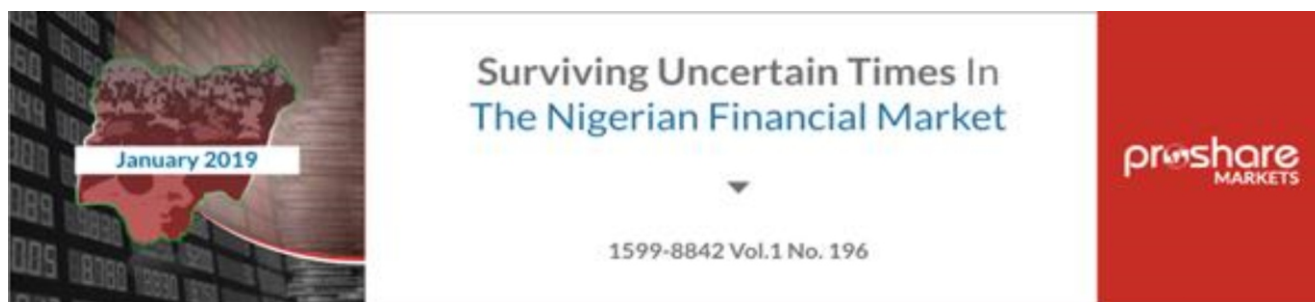 January 2019
Surviving Uncertain Times In
The Nigerian Financial Market
1599-8842 Vol.1 No. 196
proshare
MARKETS